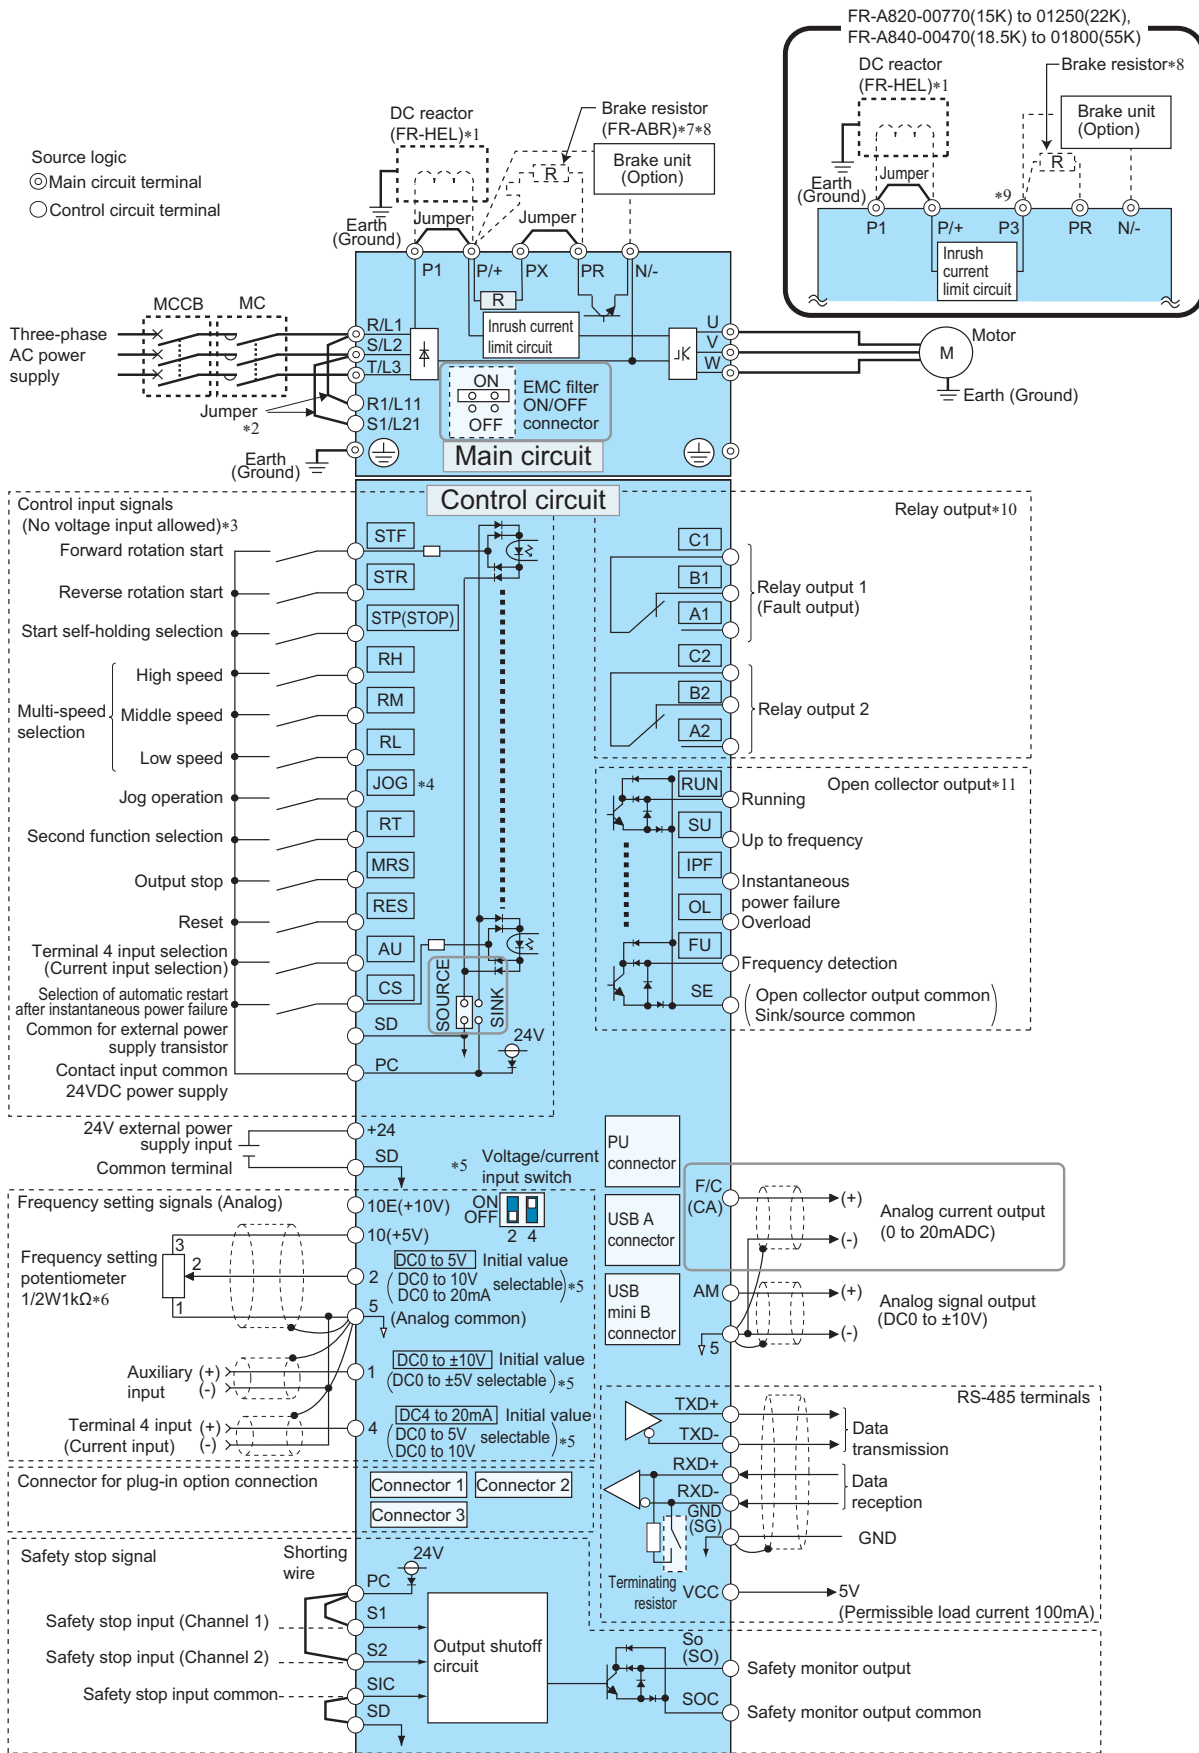 FR-A820-00770(15K) to 01250(22K),
FR-A840-00470(18.5K) to 01800(55K)
DC reactor
(FR-HEL)*1
Brake resistor*8
Brake unit
(Option)
R
Earth
(Ground)
Jumper
*9
P1
P/+
P3
PR
N/-
Inrush
current
limit circuit
Source logic
Main circuit terminal
Control circuit terminal
DC reactor
(FR-HEL)*1
Brake resistor
(FR-ABR)*7*8
Brake unit
(Option)
R
Earth
(Ground)
Jumper
Jumper
P1
P/+
PX
PR
N/-
R
Inrush current
limit circuit
MCCB
MC
Three-phase
AC power
supply
R/L1
S/L2
T/L3
R1/L11
S1/L21
Jumper
*2
Earth
(Ground)
U
V
W
Motor
M
Earth (Ground)
ON
OFF
EMC filter
ON/OFF
connector
Main circuit
Control circuit
Control input signals
(No voltage input allowed)*3
Forward rotation start
STF
Reverse rotation start
STR
Start self-holding selection
STP(STOP)
Multi-speed
selection
High speed
RH
Middle speed
RM
Low speed
RL
Jog operation
JOG *4
Second function selection
RT
Output stop
MRS
Reset
RES
Terminal 4 input selection
(Current input selection)
AU
Selection of automatic restart
after instantaneous power failure
CS
Common for external power
supply transistor
SD
Contact input common
24VDC power supply
PC
SOURCE
SINK
24V
Relay output*10
C1
B1
A1
Relay output 1
(Fault output)
C2
B2
A2
Relay output 2
Open collector output*11
RUN
Running
SU
Up to frequency
IPF
Instantaneous
power failure
OL
Overload
FU
Frequency detection
SE
Open collector output common
Sink/source common
24V external power
supply input
+24
Common terminal
SD
*5 Voltage/current
input switch
ON
OFF
2 4
Frequency setting signals (Analog)
10E(+10V)
10(+5V)
Frequency setting
potentiometer
1/2W1kΩ*6
3
2
1
2
DC0 to 5V Initial value
(DC0 to 10V
DC0 to 20mA selectable)*5
5
(Analog common)
Auxiliary (+)
input (-)
1
DC0 to ±10V Initial value
(DC0 to ±5V selectable)*5
Terminal 4 input (+)
(Current input) (-)
4
DC4 to 20mA Initial value
(DC0 to 5V
DC0 to 10V selectable)*5
PU
connector
USB A
connector
USB
mini B
connector
F/C
(CA)
(+)
(-)
Analog current output
(0 to 20mADC)
AM
5
(+)
(-)
Analog signal output
(DC0 to ±10V)
Connector for plug-in option connection
Connector 1
Connector 2
Connector 3
RS-485 terminals
TXD+
TXD-
Data
transmission
RXD+
RXD-
Data
reception
GND
(SG)
GND
Terminating
resistor
VCC
5V
(Permissible load current 100mA)
Safety stop signal
Shorting
wire
24V
PC
Safety stop input (Channel 1)
S1
Safety stop input (Channel 2)
S2
Safety stop input common
SIC
SD
Output shutoff
circuit
So
(SO)
Safety monitor output
SOC
Safety monitor output common